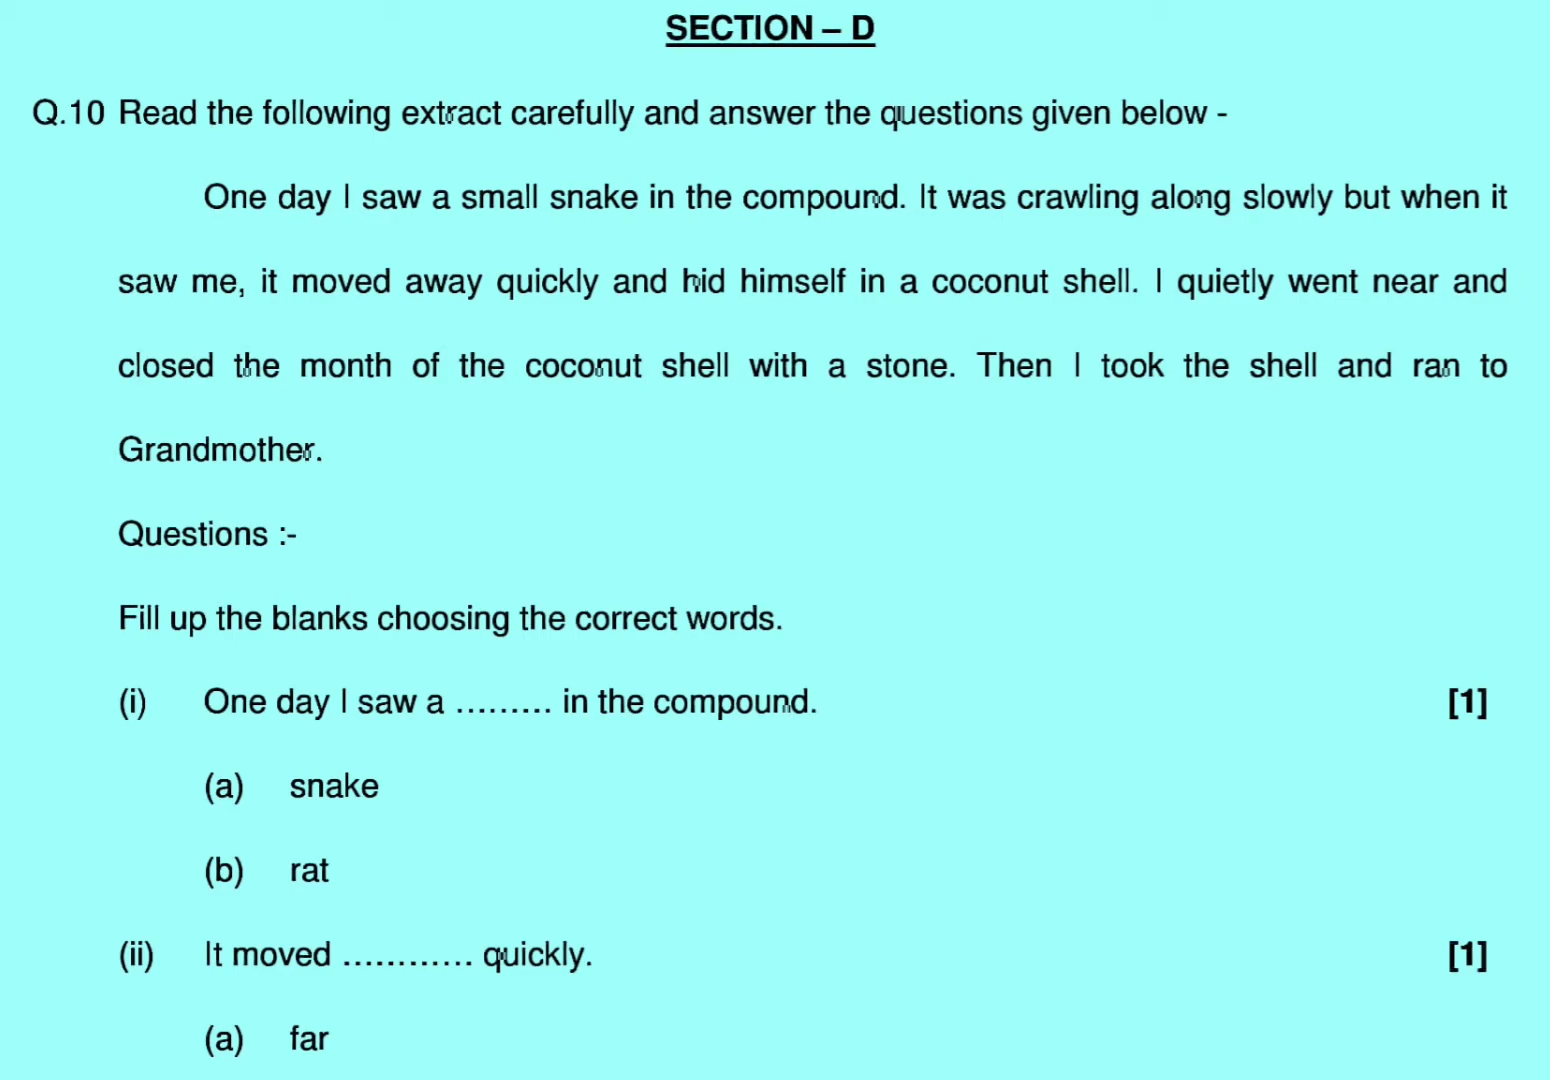 SECTION – D
Q.10 Read the following extract carefully and answer the questions given below -
One day I saw a small snake in the compound. It was crawling along slowly but when it
saw me, it moved away quickly and hid himself in a coconut shell. I quietly went near and
closed the month of the coconut shell with a stone. Then I took the shell and ran to
Grandmother.
Questions :-
Fill up the blanks choosing the correct words.
(i) One day I saw a ......... in the compound. [1]
(a) snake
(b) rat
(ii) It moved ............ quickly. [1]
(a) far